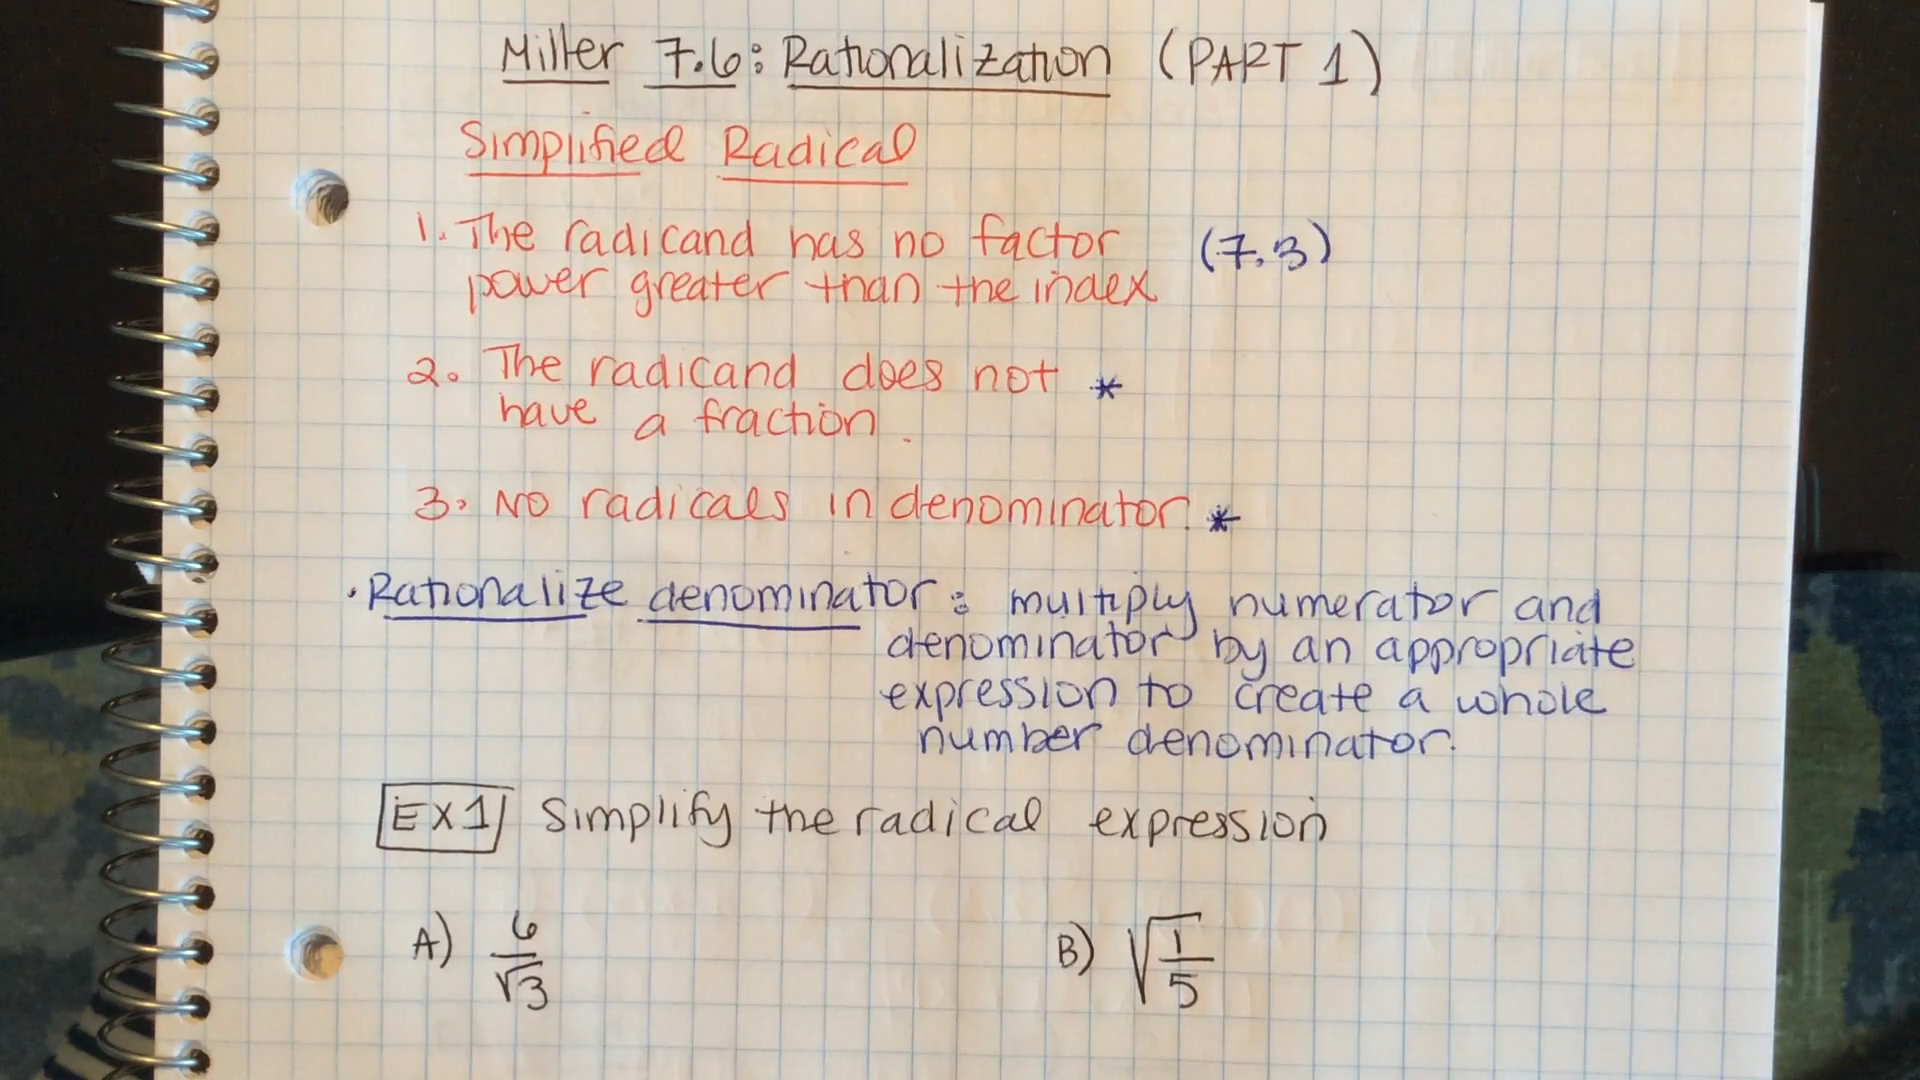 Miller 7.6: Rationalization (PART 1)
Simplified Radical
1. The radicand has no factor (7.3)
power greater than the index
2. The radicand does not *
have a fraction.
3. No radicals in denominator. *
• Rationalize denominator: multiply numerator and
denominator by an appropriate
expression to create a whole
number denominator.
EX1 Simplify the radical expression
A) 6/√3 B) √(1/5)